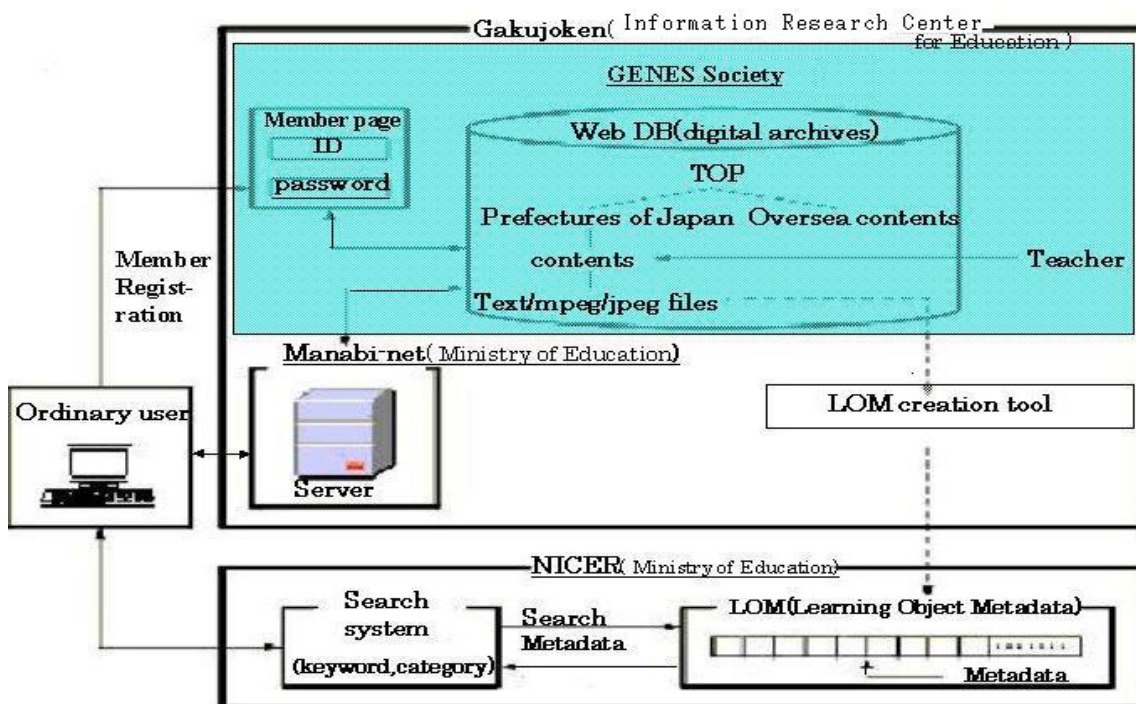 Gakujoken( Information Research Center
for Education )
GENES Society
Member page
ID
password
Web DB(digital archives)
TOP
Prefectures of Japan Oversea contents
contents
Teacher
Text/mpeg/jpeg files
Member
Regist-
ration
Manabi-net( Ministry of Education)
Server
Ordinary user
LOM creation tool
NICER( Ministry of Education)
Search
system
(keyword,category)
Search
Metadata
LOM(Learning Object Metadata)
Metadata